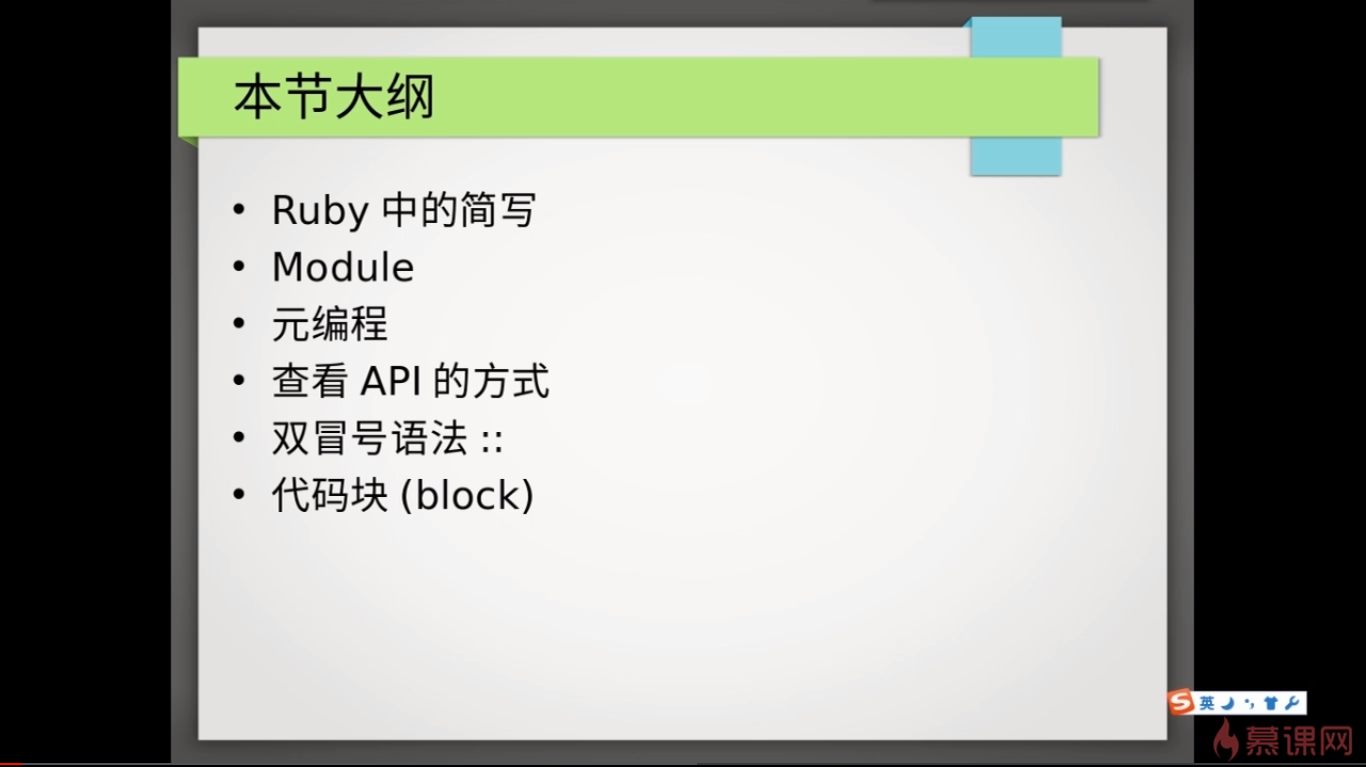 本节大纲
• Ruby 中的简写
• Module
• 元编程
• 查看 API 的方式
• 双冒号语法 ::
• 代码块 (block)
S 英
慕课网